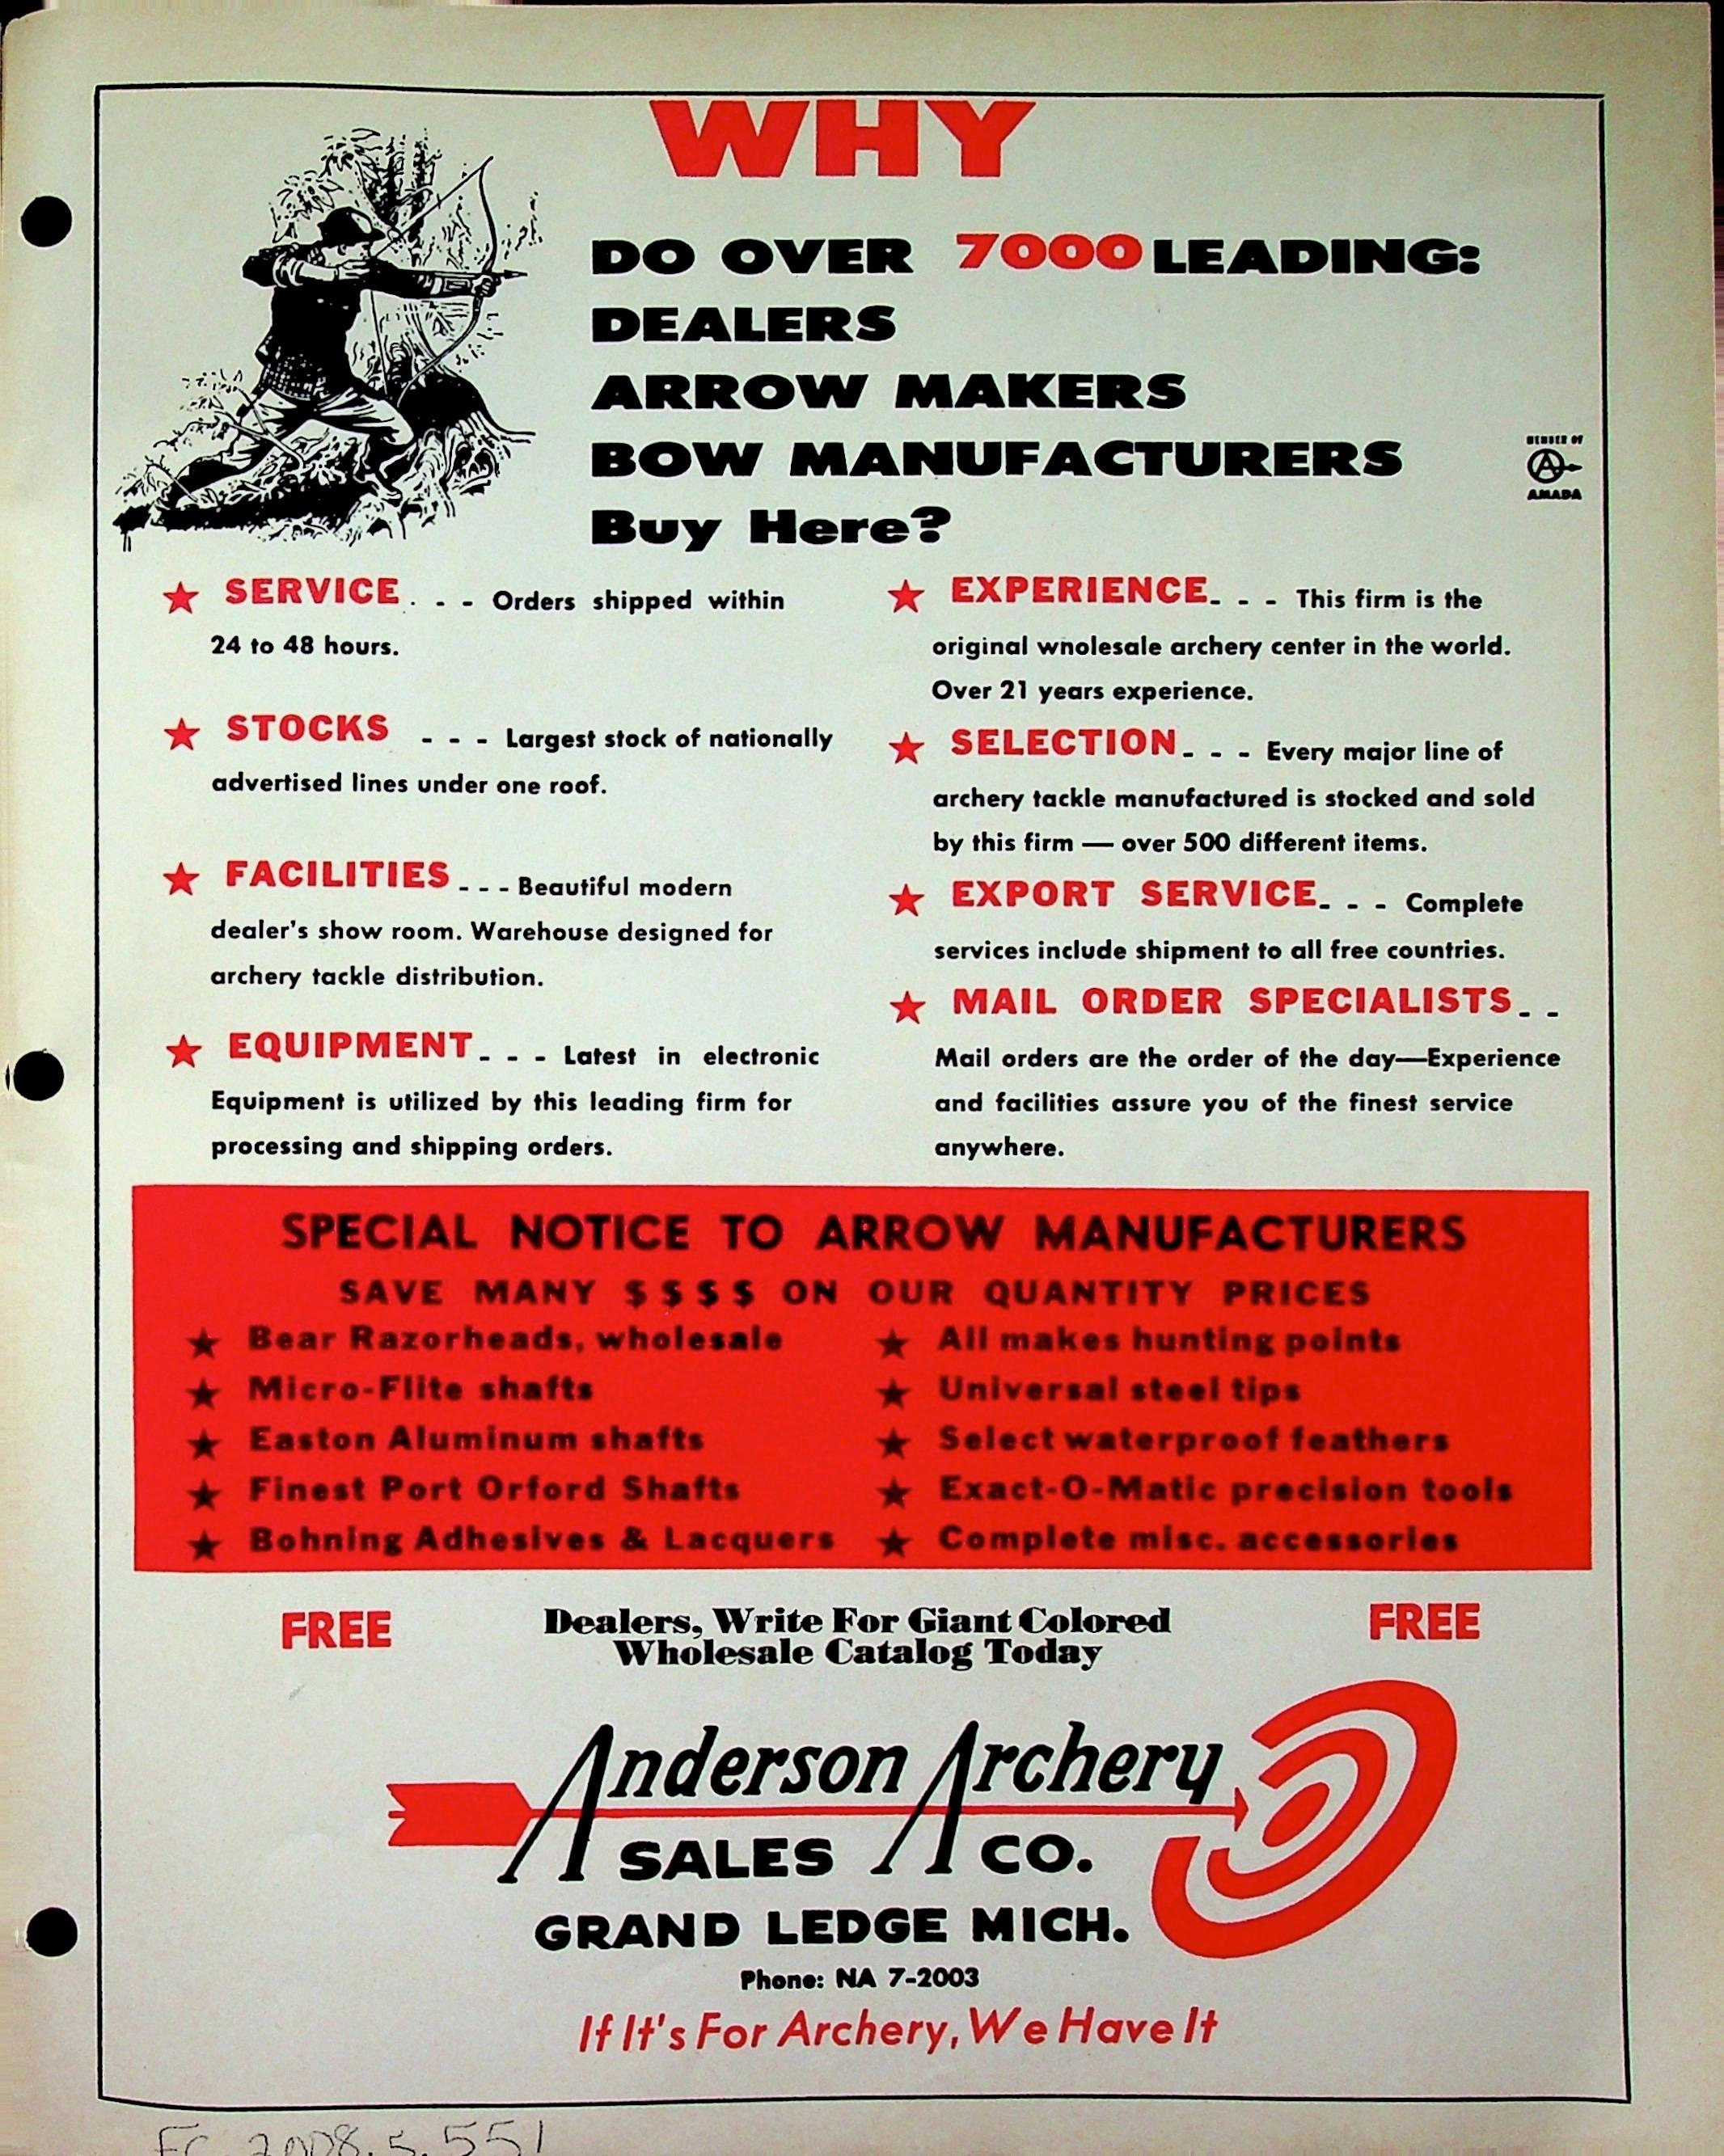 WHY
DO OVER 7000 LEADING:
DEALERS
ARROW MAKERS
BOW MANUFACTURERS
Buy Here?
MEMBER OF
A
AMADA
★ SERVICE. - - Orders shipped within
24 to 48 hours.
★ STOCKS - - - Largest stock of nationally
advertised lines under one roof.
★ FACILITIES - - - Beautiful modern
dealer's show room. Warehouse designed for
archery tackle distribution.
★ EQUIPMENT - - - Latest in electronic
Equipment is utilized by this leading firm for
processing and shipping orders.
★ EXPERIENCE - - - This firm is the
original wholesale archery center in the world.
Over 21 years experience.
★ SELECTION - - - Every major line of
archery tackle manufactured is stocked and sold
by this firm — over 500 different items.
★ EXPORT SERVICE - - - Complete
services include shipment to all free countries.
★ MAIL ORDER SPECIALISTS - -
Mail orders are the order of the day—Experience
and facilities assure you of the finest service
anywhere.
SPECIAL NOTICE TO ARROW MANUFACTURERS
SAVE MANY $$$$ ON OUR QUANTITY PRICES
★ Bear Razorheads, wholesale
★ Micro-Flite shafts
★ Easton Aluminum shafts
★ Finest Port Orford Shafts
★ Bohning Adhesives & Lacquers
★ All makes hunting points
★ Universal steel tips
★ Select waterproof feathers
★ Exact-O-Matic precision tools
★ Complete misc. accessories
FREE
Dealers, Write For Giant Colored
Wholesale Catalog Today
FREE
Anderson Archery
SALES CO.
GRAND LEDGE MICH.
Phone: NA 7-2003
If It's For Archery, We Have It
FC 2008.5.551